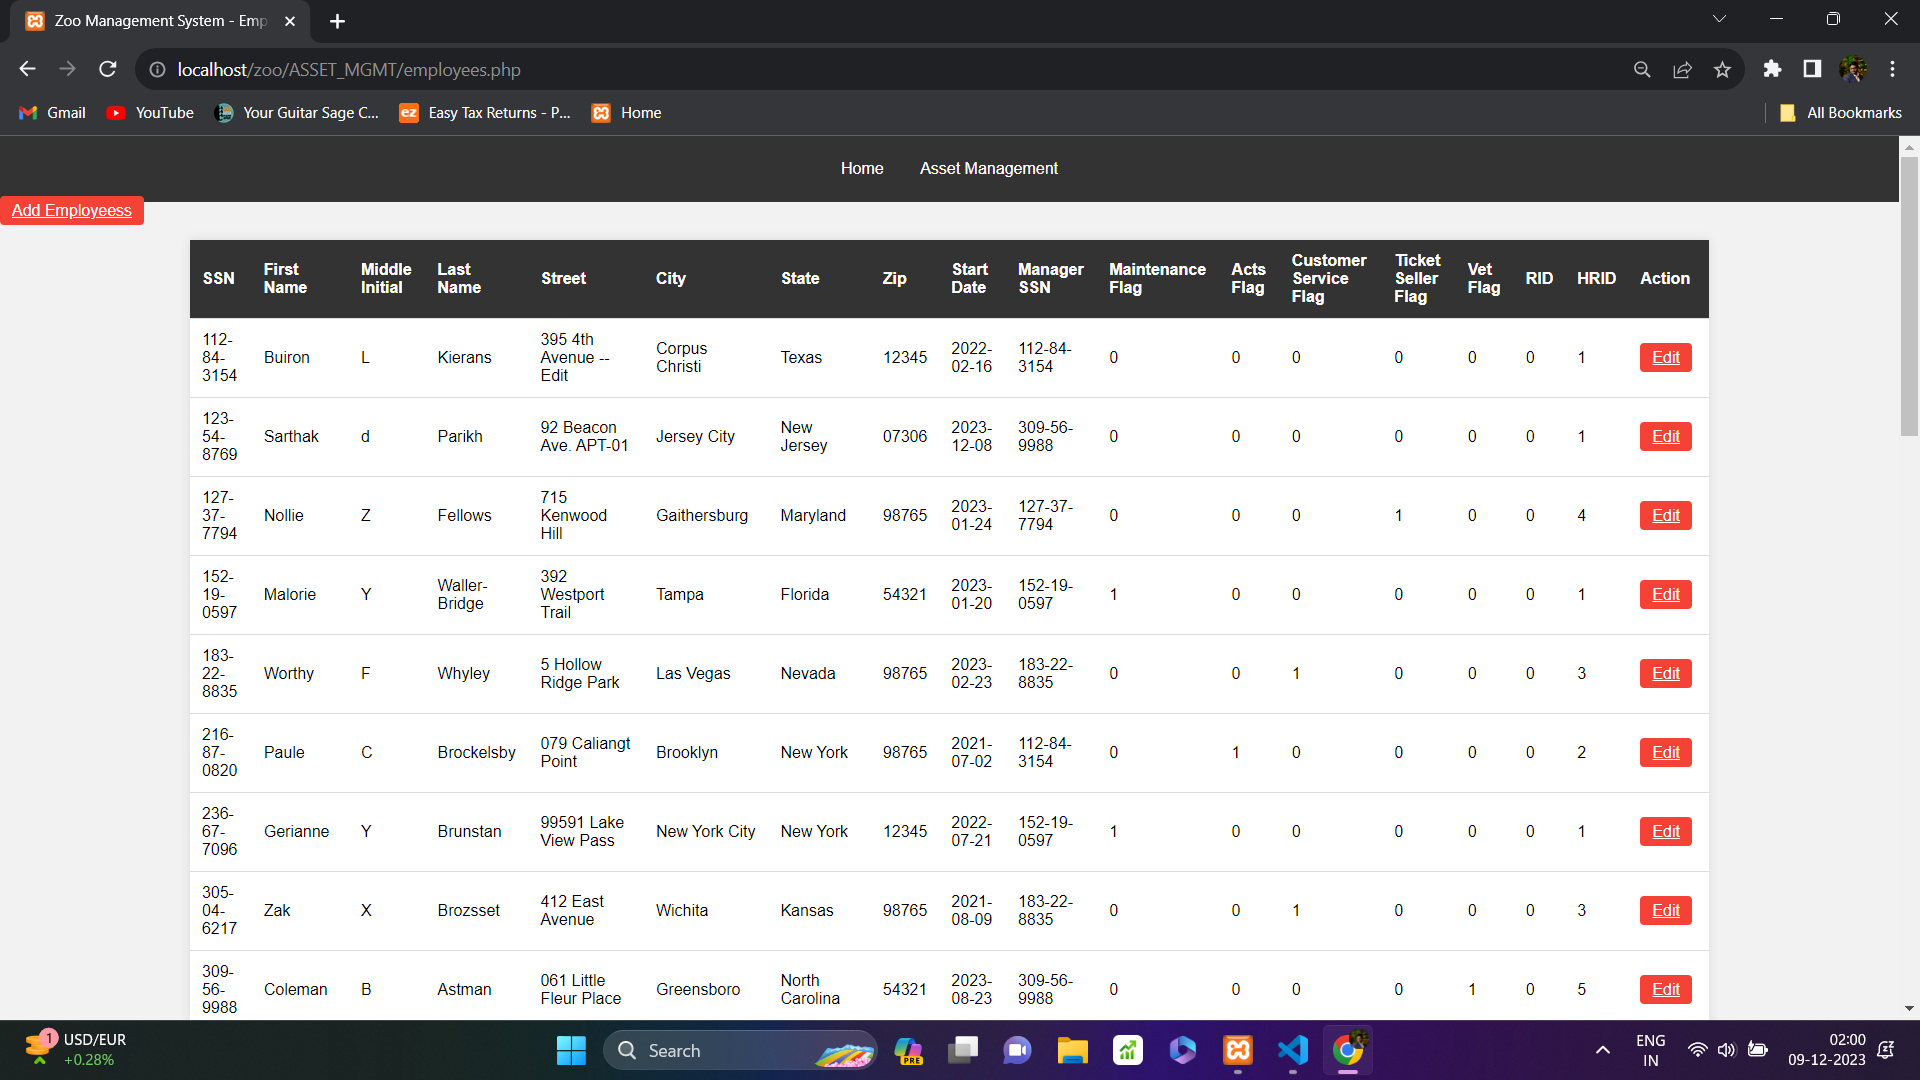 Zoo Management System - Emp
localhost/zoo/ASSET_MGMT/employees.php
Gmail
YouTube
Your Guitar Sage C...
ez
Easy Tax Returns - P...
Home
All Bookmarks
Home
Asset Management
Add Employeess
SSN First Name Middle Initial Last Name Street City State Zip Start Date Manager SSN Maintenance Flag Acts Flag Customer Service Flag Ticket Seller Flag Vet Flag RID HRID Action
112-84-3154 Buiron L Kierans 395 4th Avenue -- Edit Corpus Christi Texas 12345 2022-02-16 112-84-3154 0 0 0 0 0 0 1 Edit
123-54-8769 Sarthak d Parikh 92 Beacon Ave. APT-01 Jersey City New Jersey 07306 2023-12-08 309-56-9988 0 0 0 0 0 0 1 Edit
127-37-7794 Nollie Z Fellows 715 Kenwood Hill Gaithersburg Maryland 98765 2023-01-24 127-37-7794 0 0 0 1 0 0 4 Edit
152-19-0597 Malorie Y Waller-Bridge 392 Westport Trail Tampa Florida 54321 2023-01-20 152-19-0597 1 0 0 0 0 0 1 Edit
183-22-8835 Worthy F Whyley 5 Hollow Ridge Park Las Vegas Nevada 98765 2023-02-23 183-22-8835 0 0 1 0 0 0 3 Edit
216-87-0820 Paule C Brockelsby 079 Caliangt Point Brooklyn New York 98765 2021-07-02 112-84-3154 0 1 0 0 0 0 2 Edit
236-67-7096 Gerianne Y Brunstan 99591 Lake View Pass New York City New York 12345 2022-07-21 152-19-0597 1 0 0 0 0 0 1 Edit
305-04-6217 Zak X Brozsset 412 East Avenue Wichita Kansas 98765 2021-08-09 183-22-8835 0 0 1 0 0 0 3 Edit
309-56-9988 Coleman B Astman 061 Little Fleur Place Greensboro North Carolina 54321 2023-08-23 309-56-9988 0 0 0 0 1 0 5 Edit
1
USD/EUR
+0.28%
Search
PRE
ENG
IN
02:00
09-12-2023